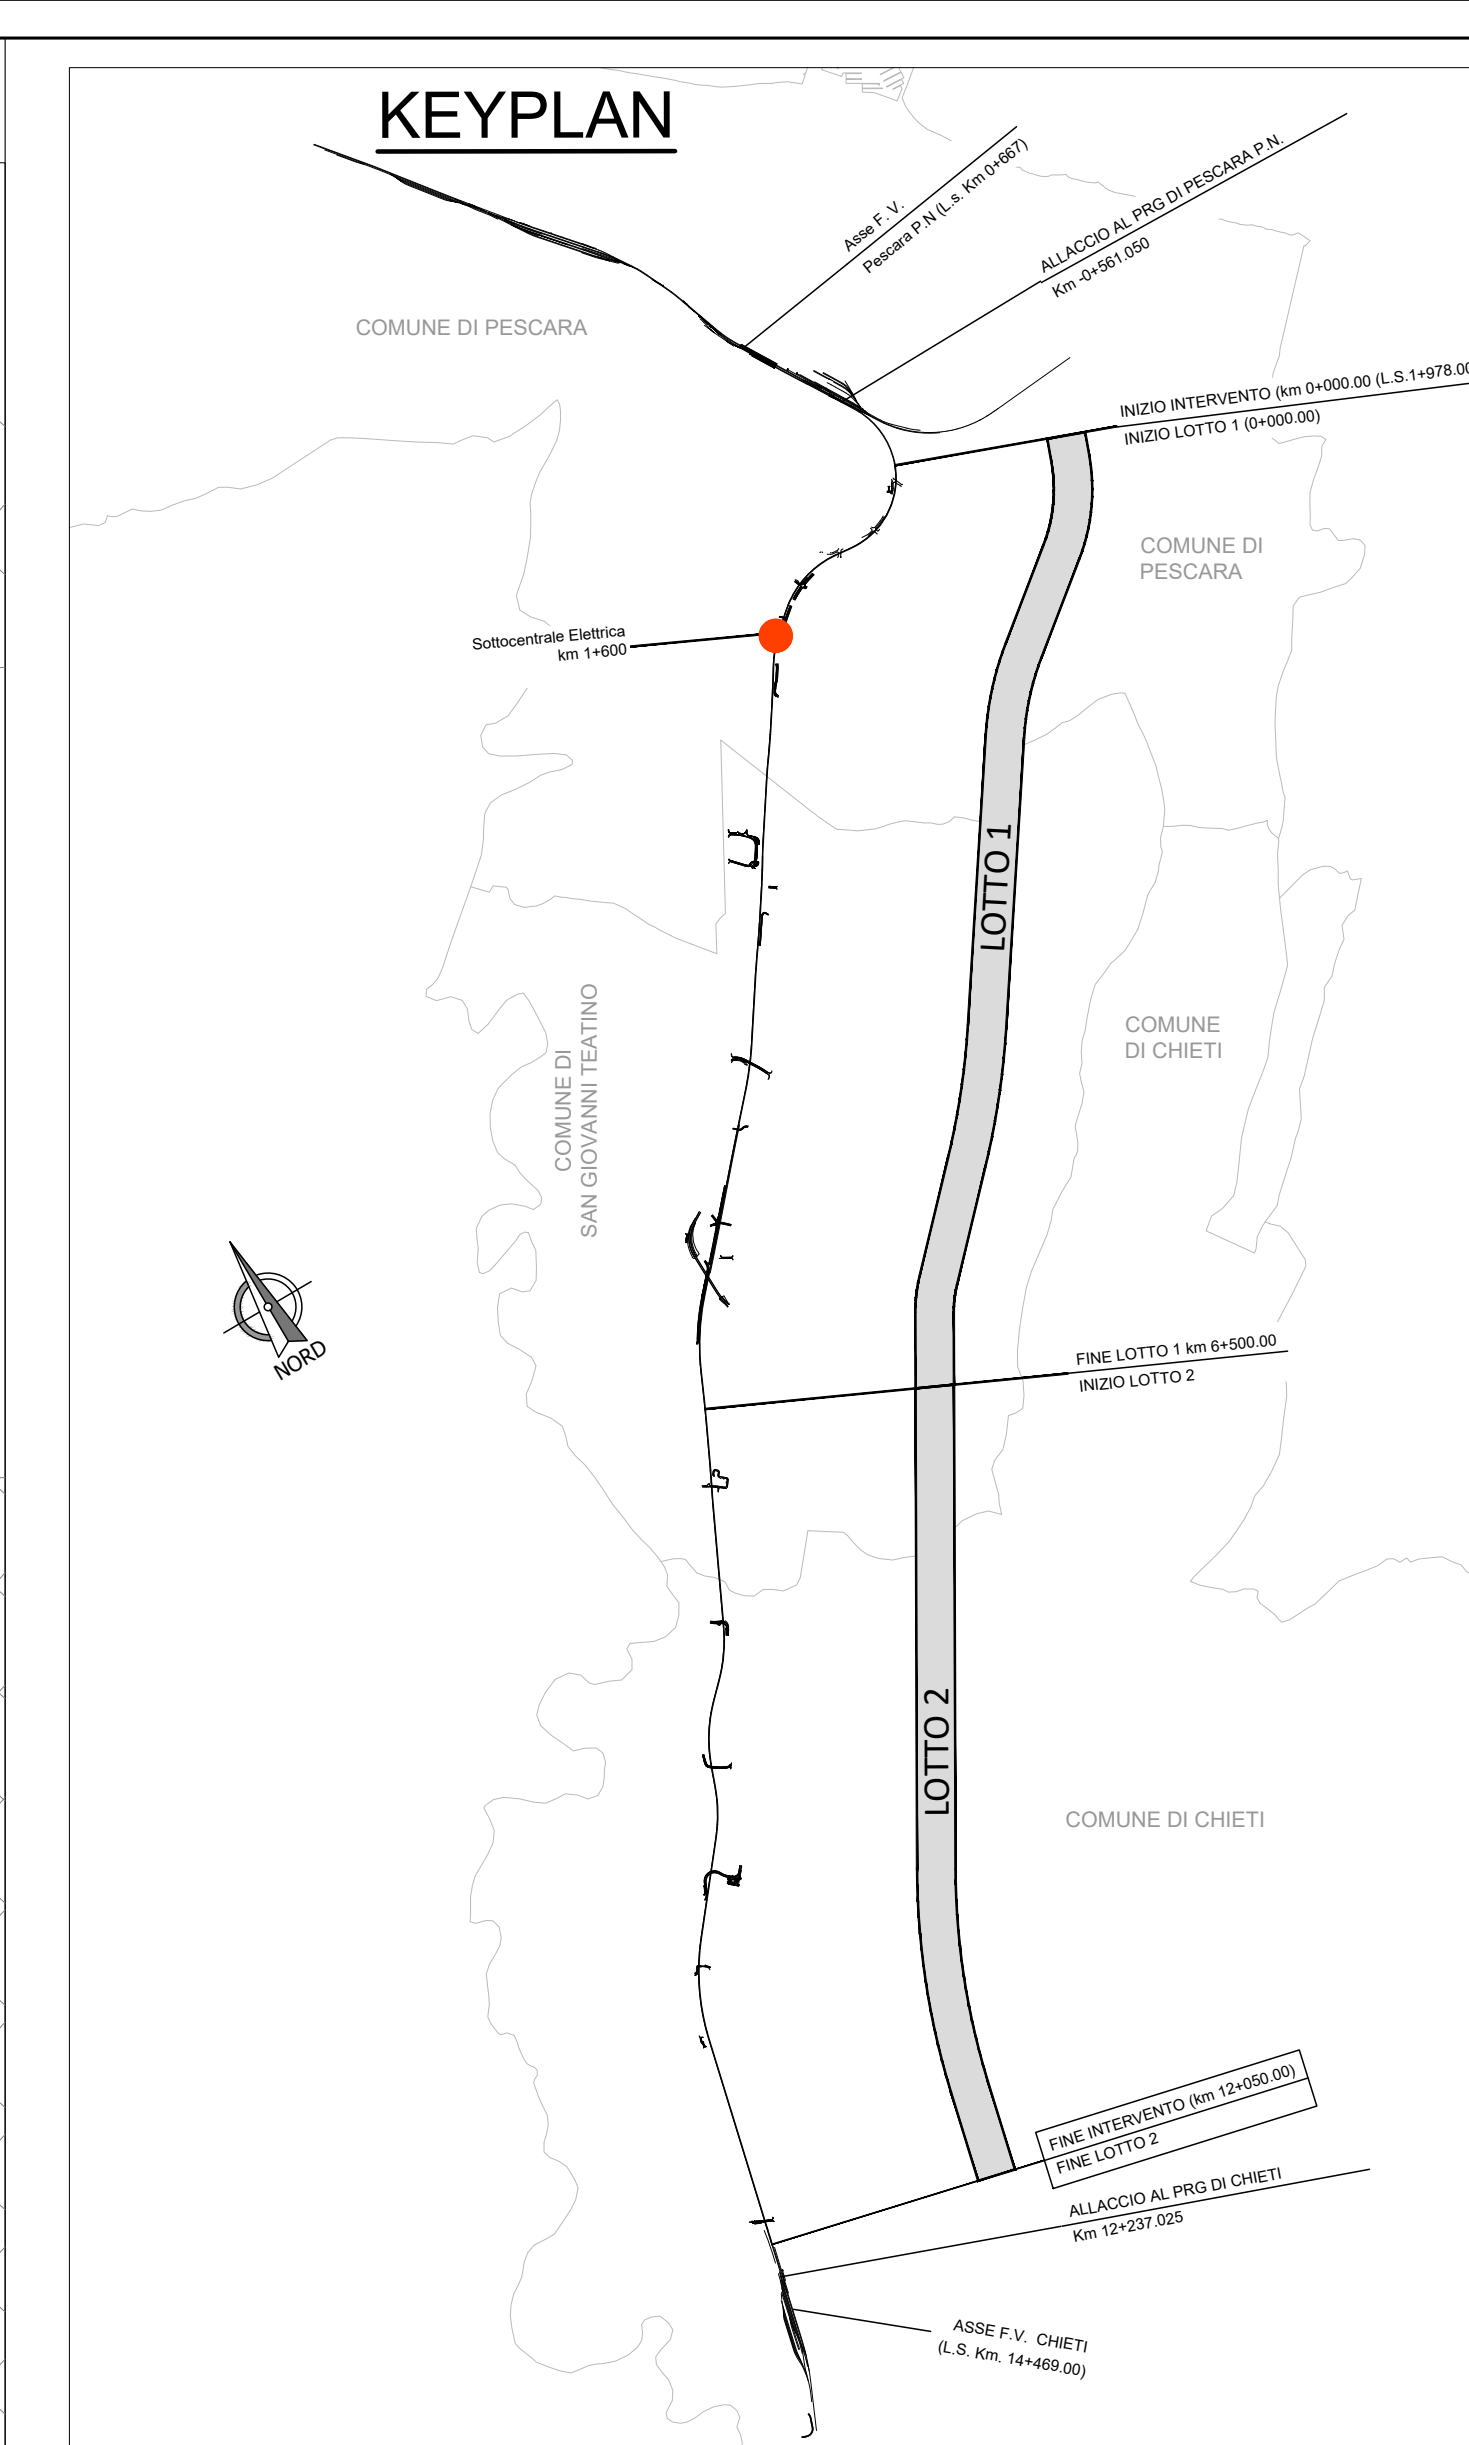 KEYPLAN
Asse F. V.
Pescara P.N (L.s. Km 0+667)
ALLACCIO AL PRG DI PESCARA P.N.
Km -0+561.050
COMUNE DI PESCARA
INIZIO INTERVENTO (km 0+000.00 (L.S.1+978.00
INIZIO LOTTO 1 (0+000.00)
COMUNE DI
PESCARA
Sottocentrale Elettrica
km 1+600
LOTTO 1
COMUNE DI
SAN GIOVANNI TEATINO
COMUNE
DI CHIETI
NORD
FINE LOTTO 1 km 6+500.00
INIZIO LOTTO 2
LOTTO 2
COMUNE DI CHIETI
FINE INTERVENTO (km 12+050.00)
FINE LOTTO 2
ALLACCIO AL PRG DI CHIETI
Km 12+237.025
ASSE F.V. CHIETI
(L.S. Km. 14+469.00)